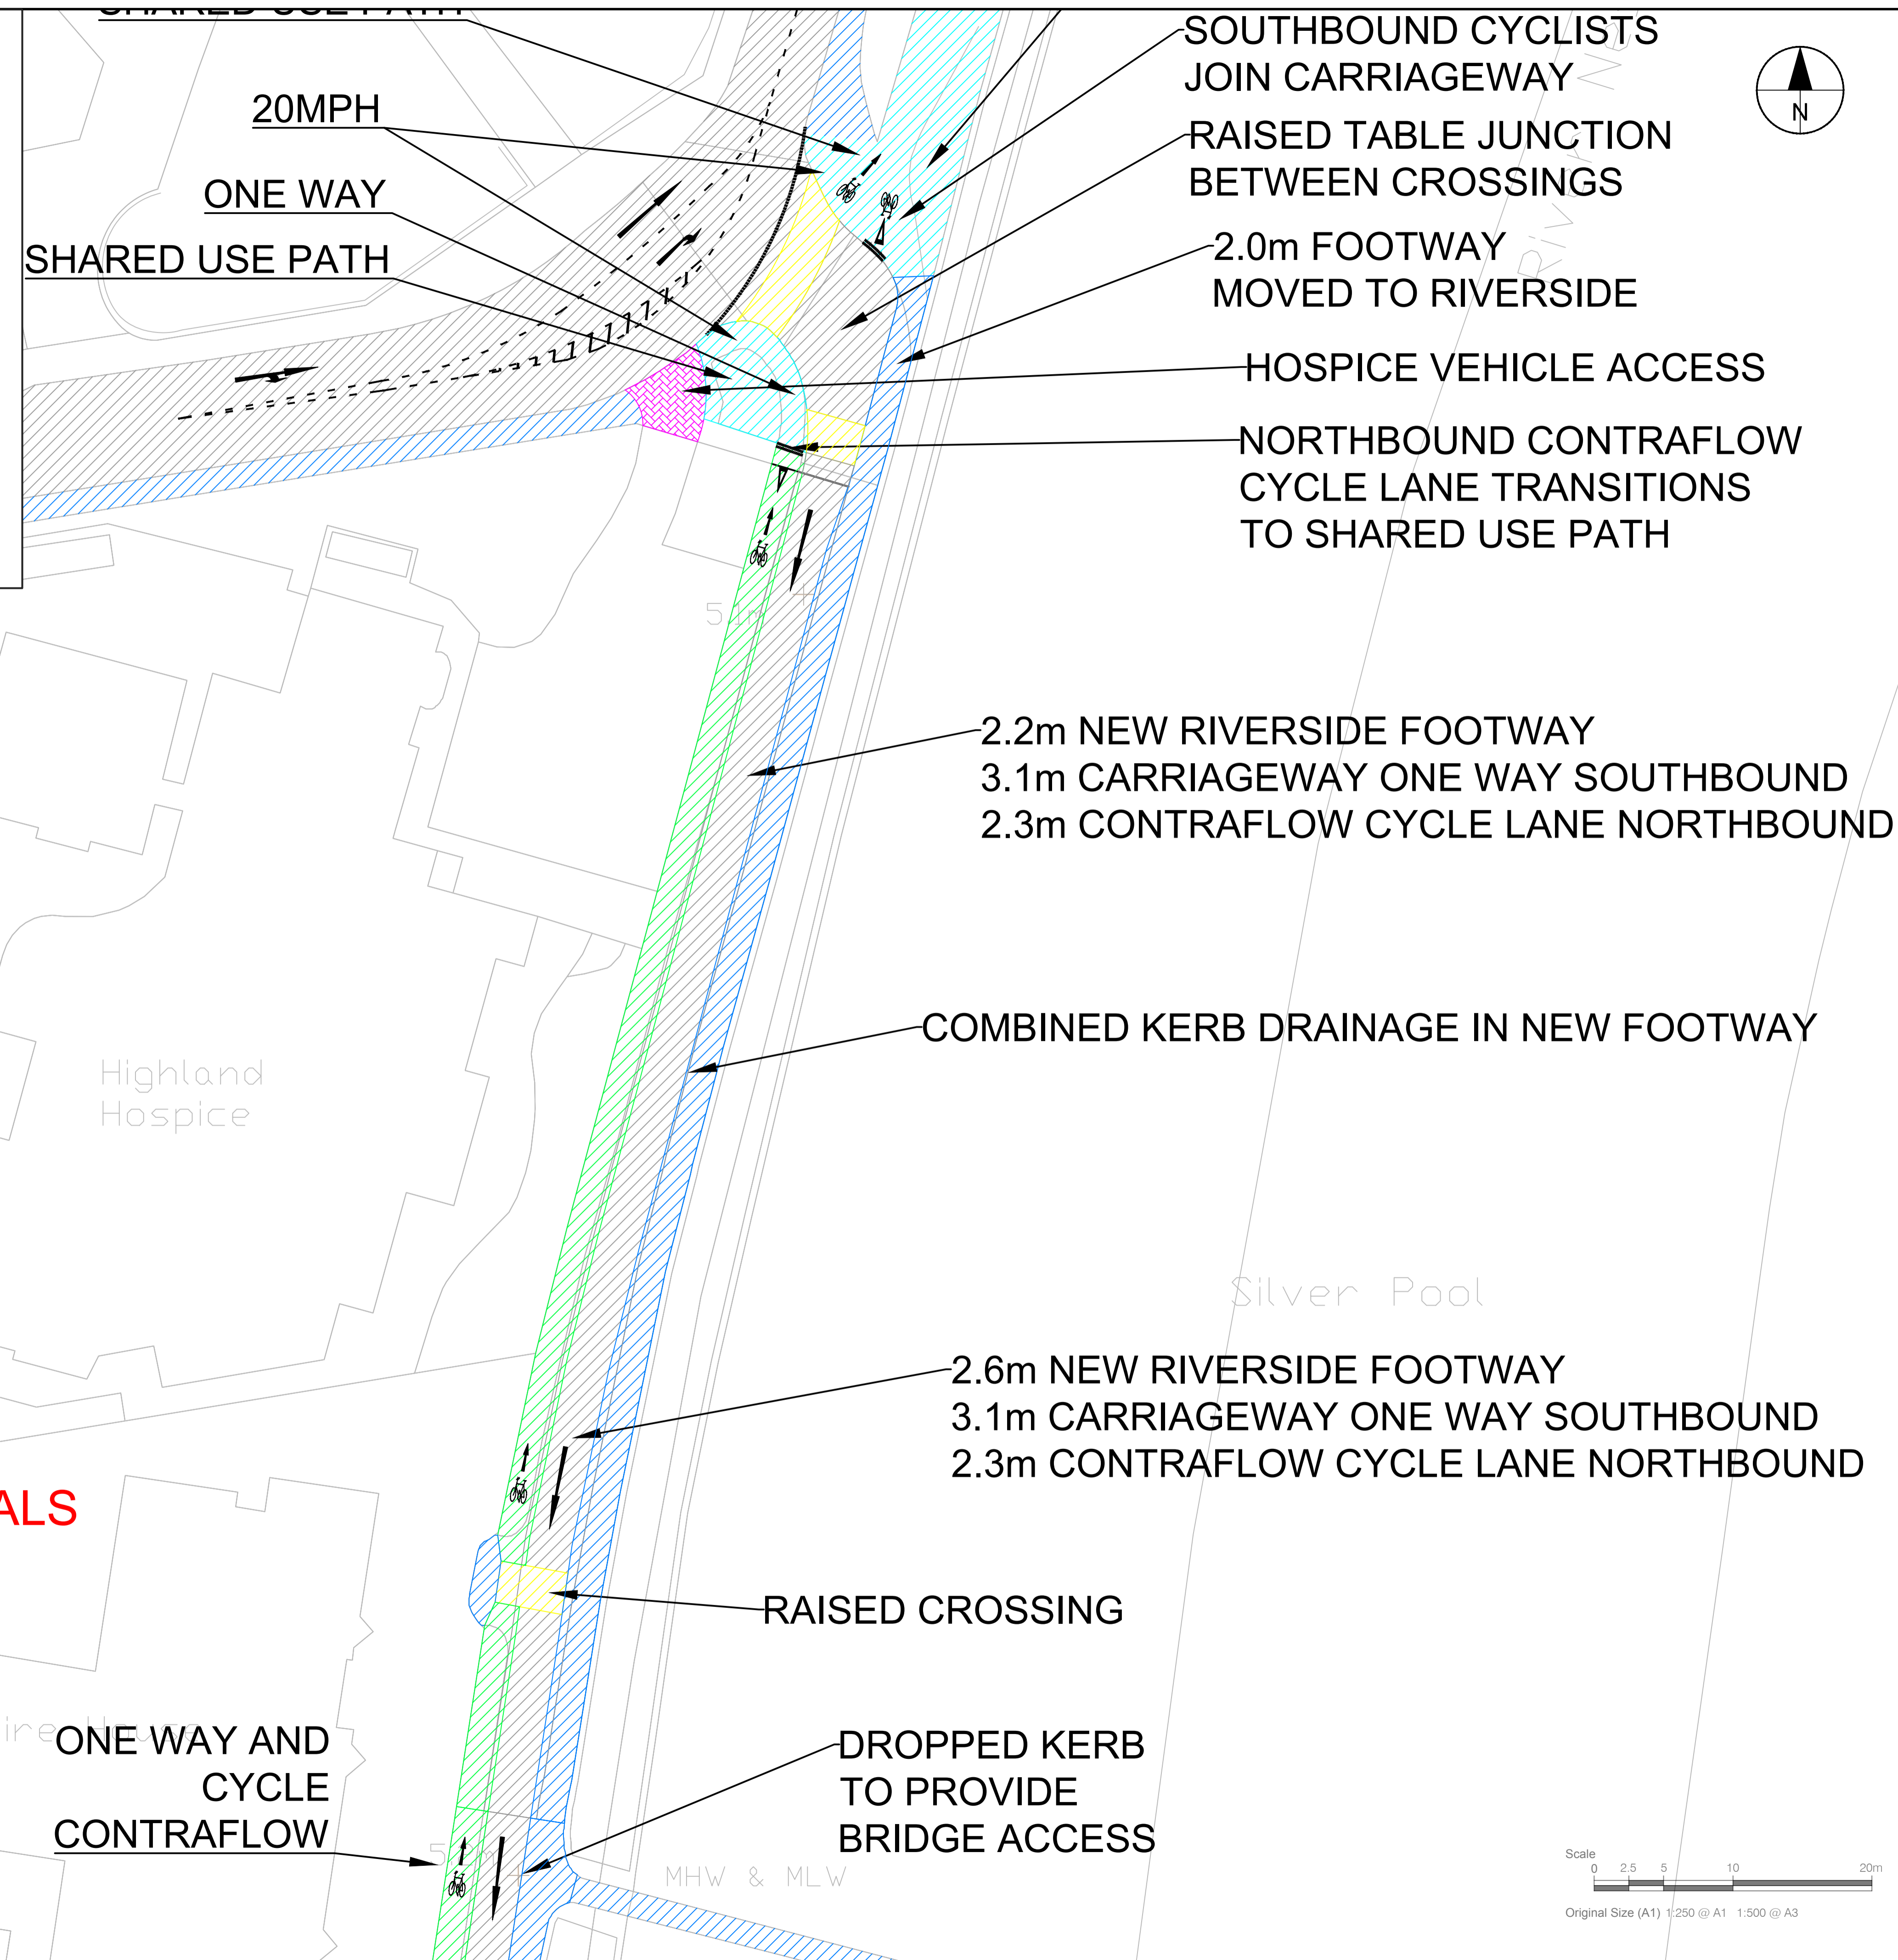 SHARED USE PATH
20MPH
ONE WAY
SHARED USE PATH
SOUTHBOUND CYCLISTS
JOIN CARRIAGEWAY
N
RAISED TABLE JUNCTION
BETWEEN CROSSINGS
2.0m FOOTWAY
MOVED TO RIVERSIDE
HOSPICE VEHICLE ACCESS
NORTHBOUND CONTRAFLOW
CYCLE LANE TRANSITIONS
TO SHARED USE PATH
2.2m NEW RIVERSIDE FOOTWAY
3.1m CARRIAGEWAY ONE WAY SOUTHBOUND
2.3m CONTRAFLOW CYCLE LANE NORTHBOUND
COMBINED KERB DRAINAGE IN NEW FOOTWAY
Highland
Hospice
Silver Pool
2.6m NEW RIVERSIDE FOOTWAY
3.1m CARRIAGEWAY ONE WAY SOUTHBOUND
2.3m CONTRAFLOW CYCLE LANE NORTHBOUND
ALS
RAISED CROSSING
ire House
ONE WAY AND
CYCLE
CONTRAFLOW
DROPPED KERB
TO PROVIDE
BRIDGE ACCESS
MHW & MLW
Scale
0 2.5 5 10 20m
Original Size (A1) 1:250 @ A1 1:500 @ A3